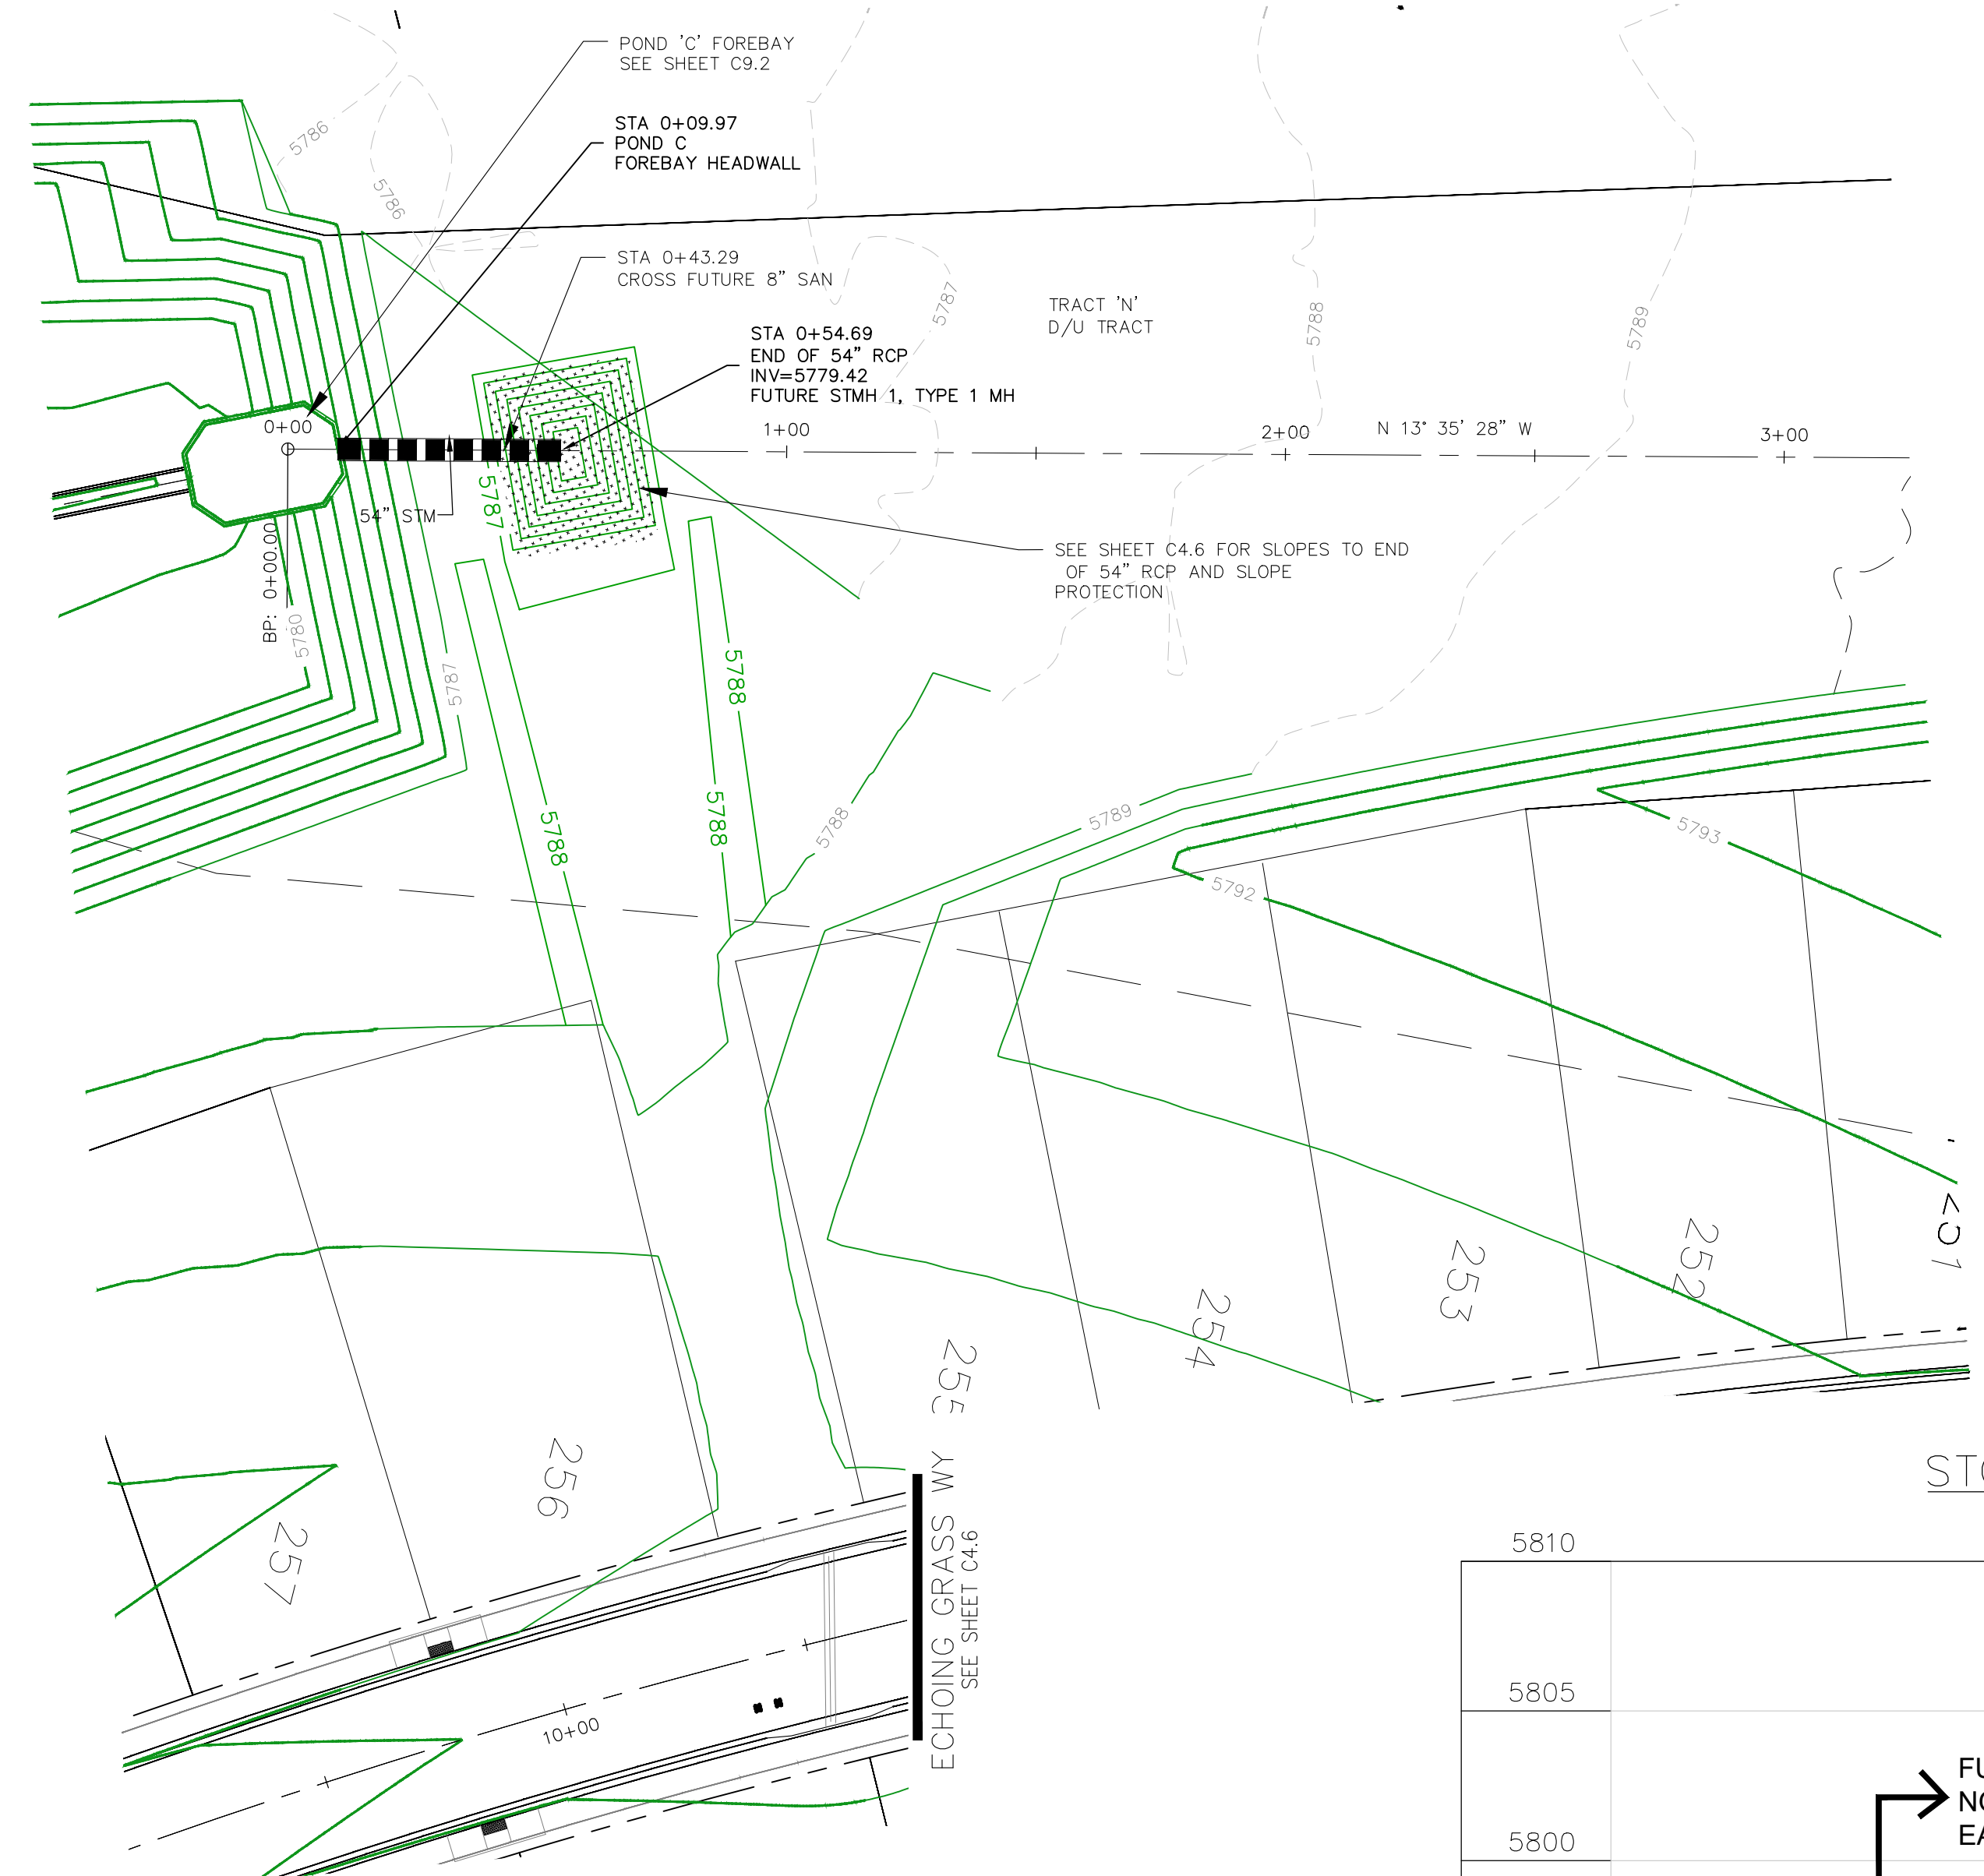 POND 'C' FOREBAY
SEE SHEET C9.2
STA 0+09.97
POND C
FOREBAY HEADWALL
5786
5786
STA 0+43.29
CROSS FUTURE 8" SAN
5787
TRACT 'N'
D/U TRACT
5788
5789
STA 0+54.69
END OF 54" RCP
INV=5779.42
FUTURE STMH 1, TYPE 1 MH
0+00
1+00
2+00
N 13° 35' 28" W
3+00
5787
54" STM
BP: 0+00.00
5780
SEE SHEET C4.6 FOR SLOPES TO END
OF 54" RCP AND SLOPE
PROTECTION
5787
5788
5788
5788
5788
5789
5793
5792
252
253
254
255
256
257
ECHOING GRASS WY
SEE SHEET C4.6
10+00
5810
5805
5800